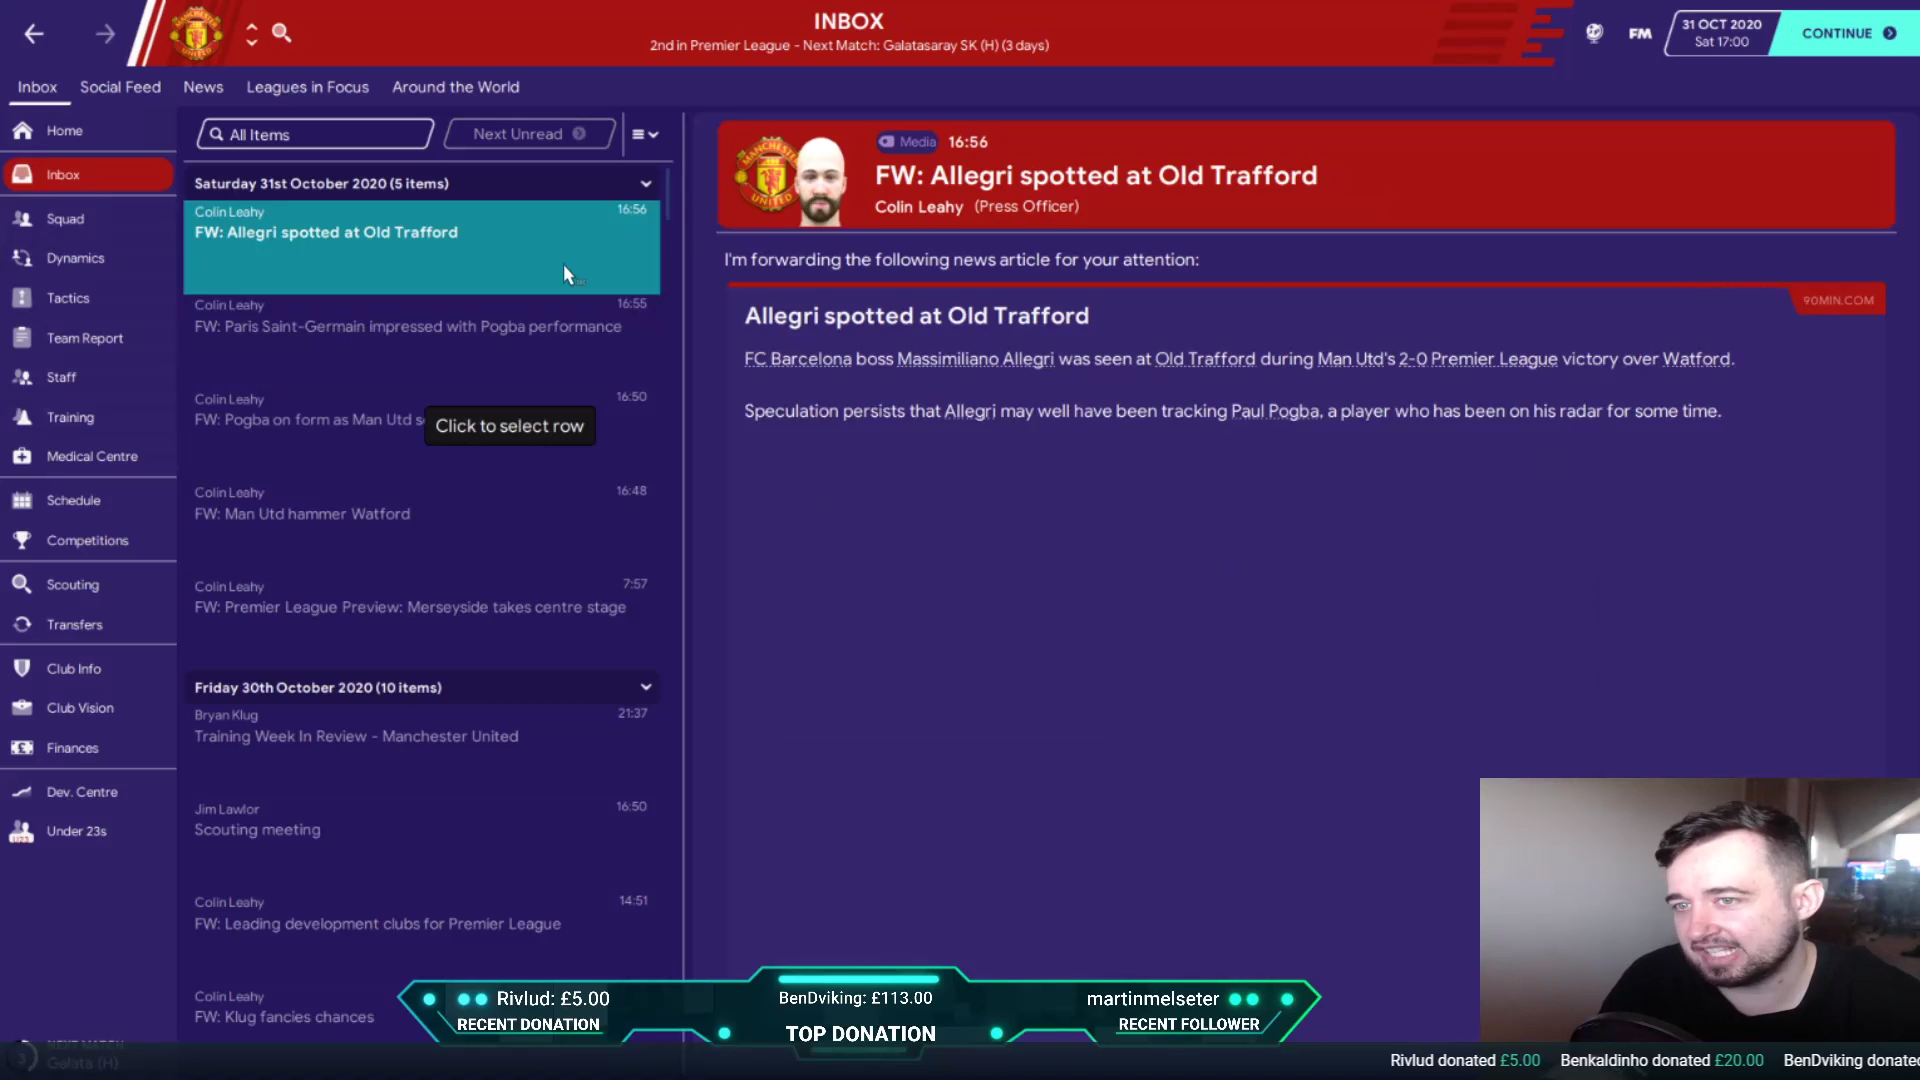 INBOX
2nd in Premier League - Next Match: Galatasaray SK (H) (3 days)
FM
31 OCT 2020
Sat 17:00
CONTINUE
Inbox
Social Feed
News
Leagues in Focus
Around the World
Home
Inbox
Squad
Dynamics
Tactics
Team Report
Staff
Training
Medical Centre
Schedule
Competitions
Scouting
Transfers
Club Info
Club Vision
Finances
Dev. Centre
Under 23s
NEXT MATCH
3
Galata (H)
All Items
Next Unread
Saturday 31st October 2020 (5 items)
Colin Leahy 16:56
FW: Allegri spotted at Old Trafford
Colin Leahy 16:55
FW: Paris Saint-Germain impressed with Pogba performance
Colin Leahy 16:50
FW: Pogba on form as Man Utd s
Click to select row
Colin Leahy 16:48
FW: Man Utd hammer Watford
Colin Leahy 7:57
FW: Premier League Preview: Merseyside takes centre stage
Friday 30th October 2020 (10 items)
Bryan Klug 21:37
Training Week In Review - Manchester United
Jim Lawlor 16:50
Scouting meeting
Colin Leahy 14:51
FW: Leading development clubs for Premier League
Colin Leahy
FW: Klug fancies chances
MANCHESTER
UNITED
Media 16:56
FW: Allegri spotted at Old Trafford
Colin Leahy (Press Officer)
I'm forwarding the following news article for your attention:
90MIN.COM
Allegri spotted at Old Trafford
FC Barcelona boss Massimiliano Allegri was seen at Old Trafford during Man Utd's 2-0 Premier League victory over Watford.
Speculation persists that Allegri may well have been tracking Paul Pogba, a player who has been on his radar for some time.
Rivlud: £5.00
RECENT DONATION
BenDviking: £113.00
TOP DONATION
martinmelseter
RECENT FOLLOWER
Rivlud donated £5.00 Benkaldinho donated £20.00 BenDviking donated